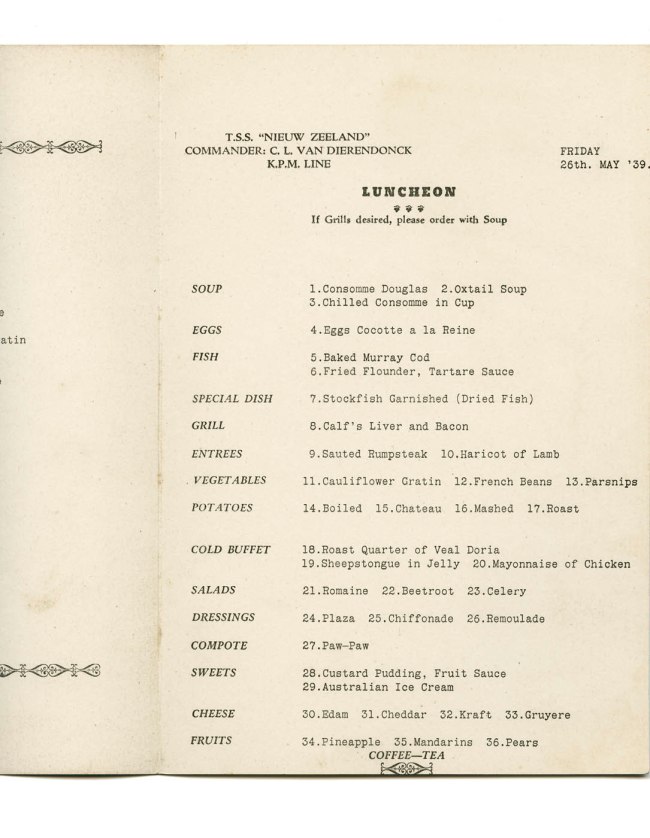 e
atin
T.S.S. "NIEUW ZEELAND"
COMMANDER: C. L. VAN DIERENDONCK
K.P.M. LINE
FRIDAY
26th. MAY '39.
LUNCHEON
If Grills desired, please order with Soup
SOUP 1.Consomme Douglas 2.Oxtail Soup
3.Chilled Consomme in Cup
EGGS 4.Eggs Cocotte a la Reine
FISH 5.Baked Murray Cod
6.Fried Flounder, Tartare Sauce
SPECIAL DISH 7.Stockfish Garnished (Dried Fish)
GRILL 8.Calf's Liver and Bacon
ENTREES 9.Sauted Rumpsteak 10.Haricot of Lamb
VEGETABLES 11.Cauliflower Gratin 12.French Beans 13.Parsnips
POTATOES 14.Boiled 15.Chateau 16.Mashed 17.Roast
COLD BUFFET 18.Roast Quarter of Veal Doria
19.Sheepstongue in Jelly 20.Mayonnaise of Chicken
SALADS 21.Romaine 22.Beetroot 23.Celery
DRESSINGS 24.Plaza 25.Chiffonade 26.Remoulade
COMPOTE 27.Paw-Paw
SWEETS 28.Custard Pudding, Fruit Sauce
29.Australian Ice Cream
CHEESE 30.Edam 31.Cheddar 32.Kraft 33.Gruyere
FRUITS 34.Pineapple 35.Mandarins 36.Pears
COFFEE—TEA